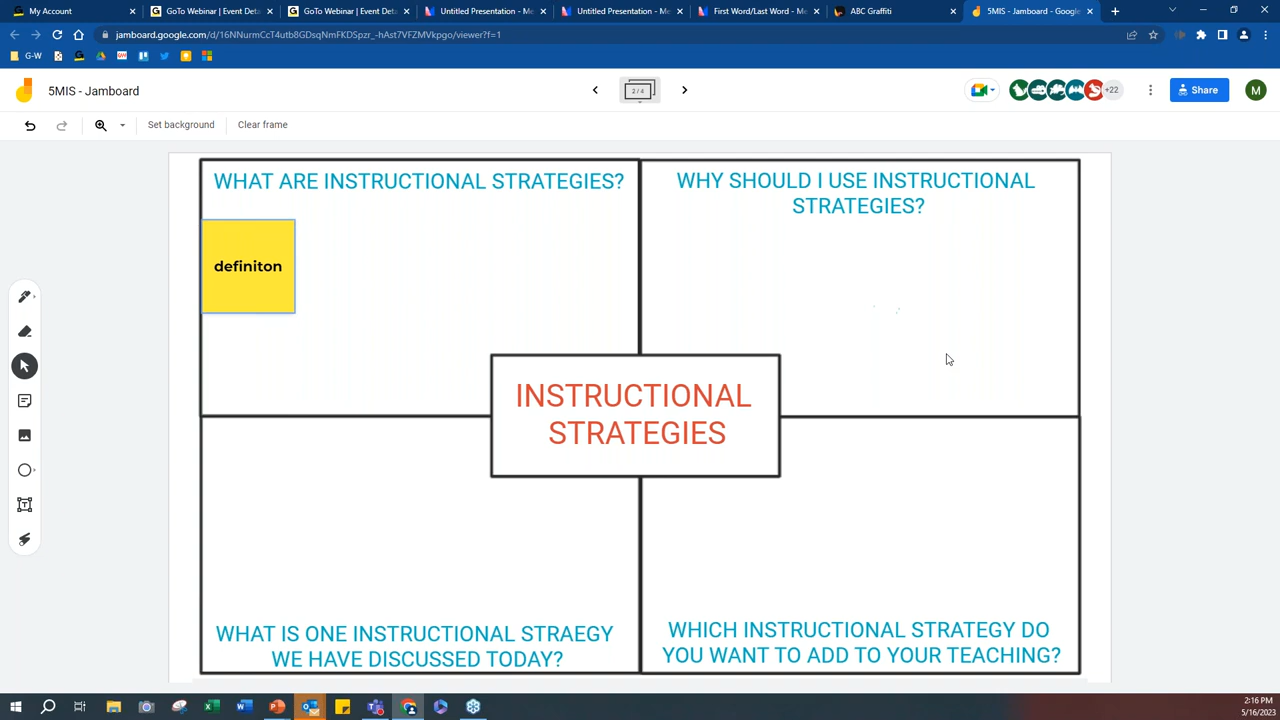 My Account
GoTo Webinar | Event Deta
GoTo Webinar | Event Deta
Untitled Presentation - Me
Untitled Presentation - Me
First Word/Last Word - M
ABC Graffiti
5MIS - Jamboard - Google
jamboard.google.com/d/16NNurmCcT4utb8GDsqNmFKDSpzr_-hAst7VFZMVkpgo/viewer?f=1
G-W
5MIS - Jamboard
2/4
+22
Share
M
Set background
Clear frame
WHAT ARE INSTRUCTIONAL STRATEGIES?
WHY SHOULD I USE INSTRUCTIONAL
STRATEGIES?
definiton
INSTRUCTIONAL
STRATEGIES
WHAT IS ONE INSTRUCTIONAL STRAEGY
WE HAVE DISCUSSED TODAY?
WHICH INSTRUCTIONAL STRATEGY DO
YOU WANT TO ADD TO YOUR TEACHING?
2:16 PM
5/16/2023